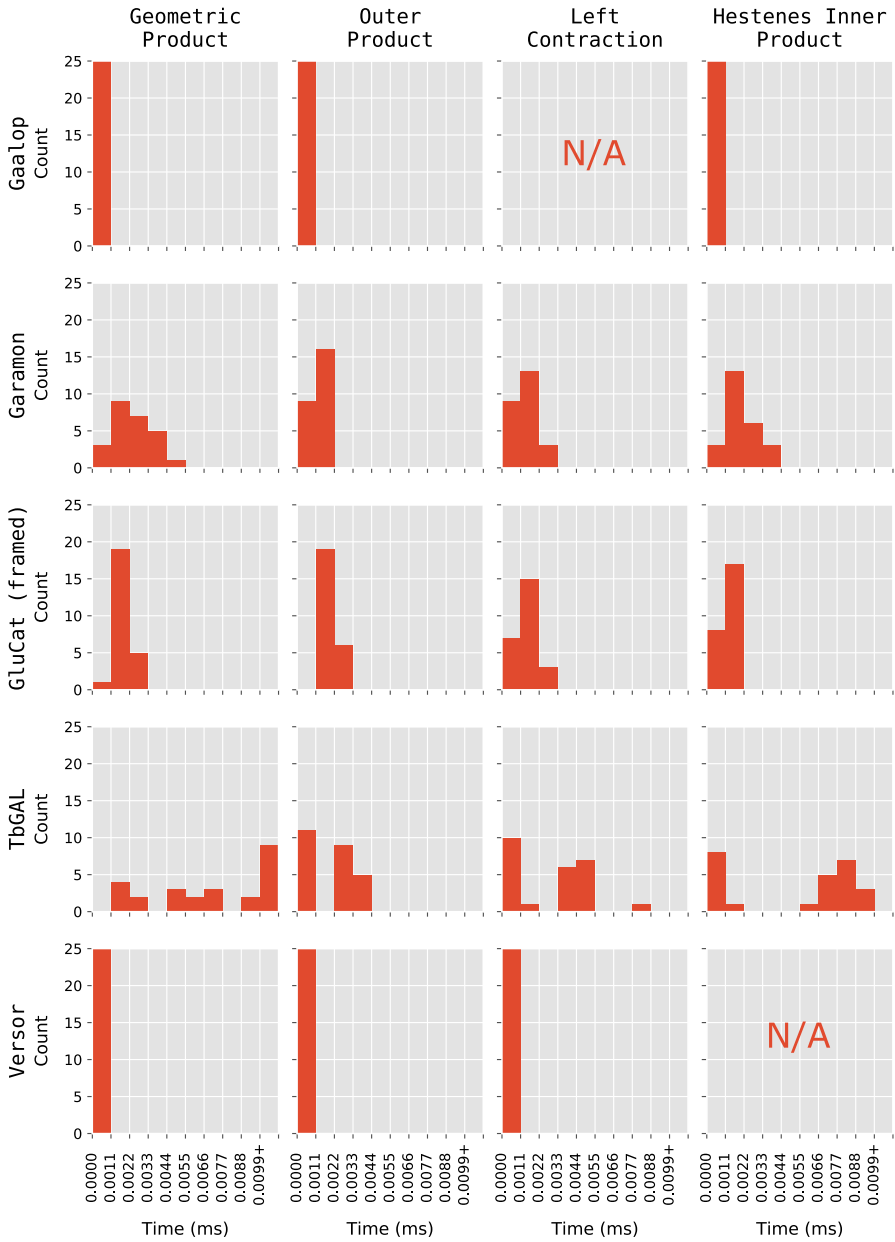 Geometric
Product
Outer
Product
Left
Contraction
Hestenes Inner
Product
Gaalop
Count
25
20
15
10
5
0
N/A
Garamon
Count
25
20
15
10
5
0
GluCat (framed)
Count
25
20
15
10
5
0
TbGAL
Count
25
20
15
10
5
0
Versor
Count
25
20
15
10
5
0
N/A
0.0000
0.0011
0.0022
0.0033
0.0044
0.0055
0.0066
0.0077
0.0088
0.0099+
0.0000
0.0011
0.0022
0.0033
0.0044
0.0055
0.0066
0.0077
0.0088
0.0099+
0.0000
0.0011
0.0022
0.0033
0.0044
0.0055
0.0066
0.0077
0.0088
0.0099+
0.0000
0.0011
0.0022
0.0033
0.0044
0.0055
0.0066
0.0077
0.0088
0.0099+
Time (ms)
Time (ms)
Time (ms)
Time (ms)